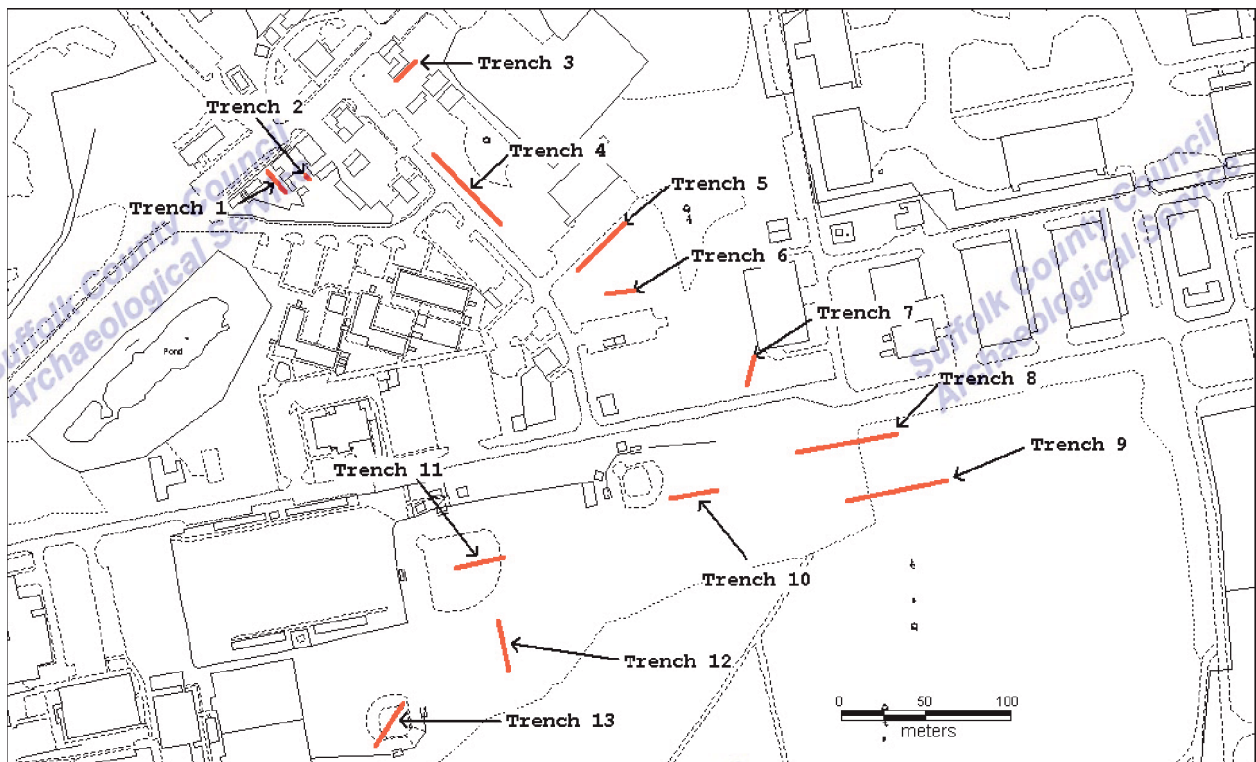 Trench 3
Trench 2
Trench 4
Suffolk County Council
Archaeological Service
Suffolk County Council
Archaeological Service
Trench 1
Trench 5
Trench 6
Trench 7
Pond
Trench 8
Trench 9
Trench 11
Trench 10
Trench 12
Trench 13
0 50 100
meters